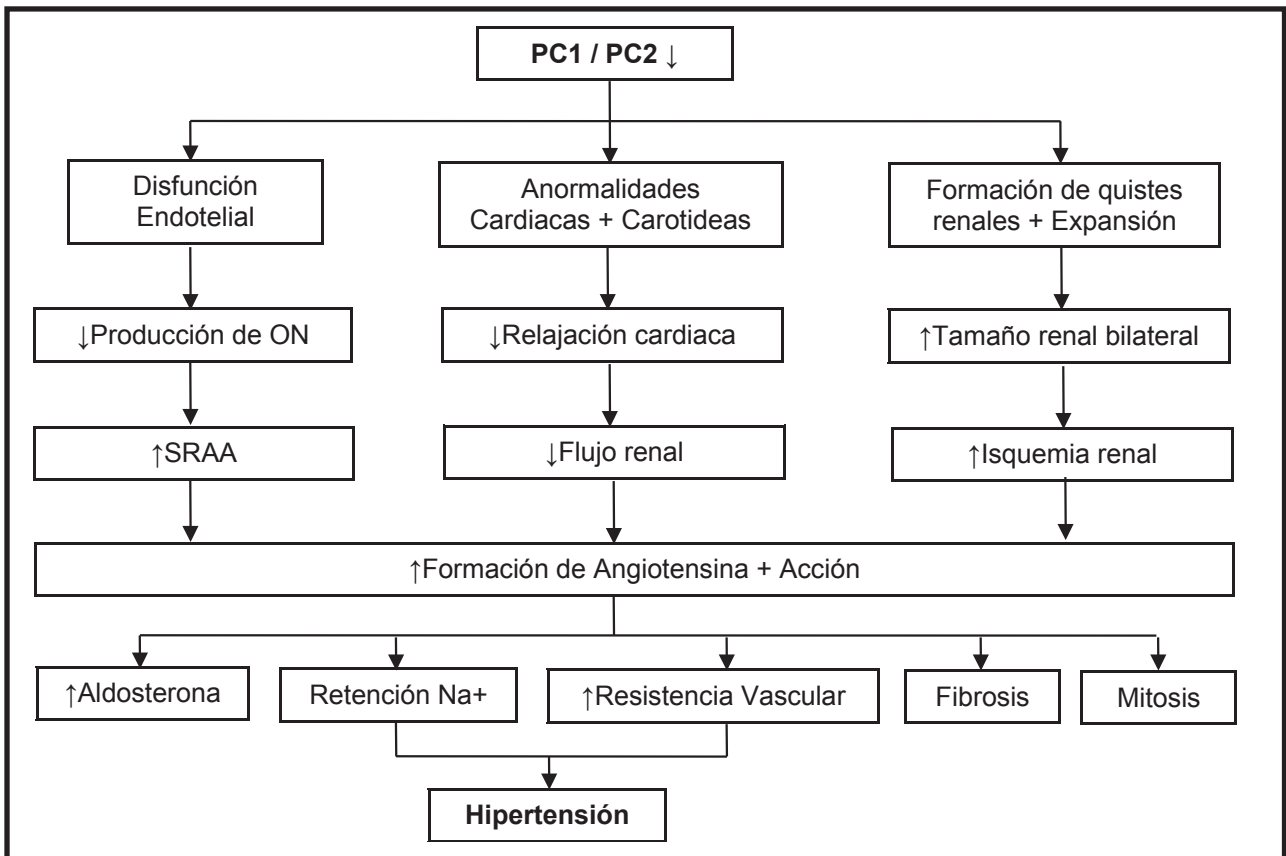 PC1 / PC2 ↓
Disfunción
Endotelial
Anormalidades
Cardiacas + Carotideas
Formación de quistes
renales + Expansión
↓Producción de ON
↓Relajación cardiaca
↑Tamaño renal bilateral
↑SRAA
↓Flujo renal
↑Isquemia renal
↑Formación de Angiotensina + Acción
↑Aldosterona
Retención Na+
↑Resistencia Vascular
Fibrosis
Mitosis
Hipertensión